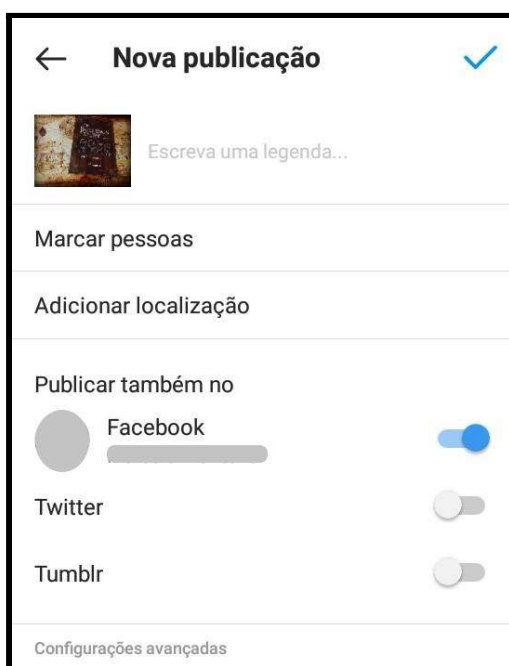 Nova publicação
Escreva uma legenda...
Marcar pessoas
Adicionar localização
Publicar também no
Facebook
Twitter
Tumblr
Configurações avançadas